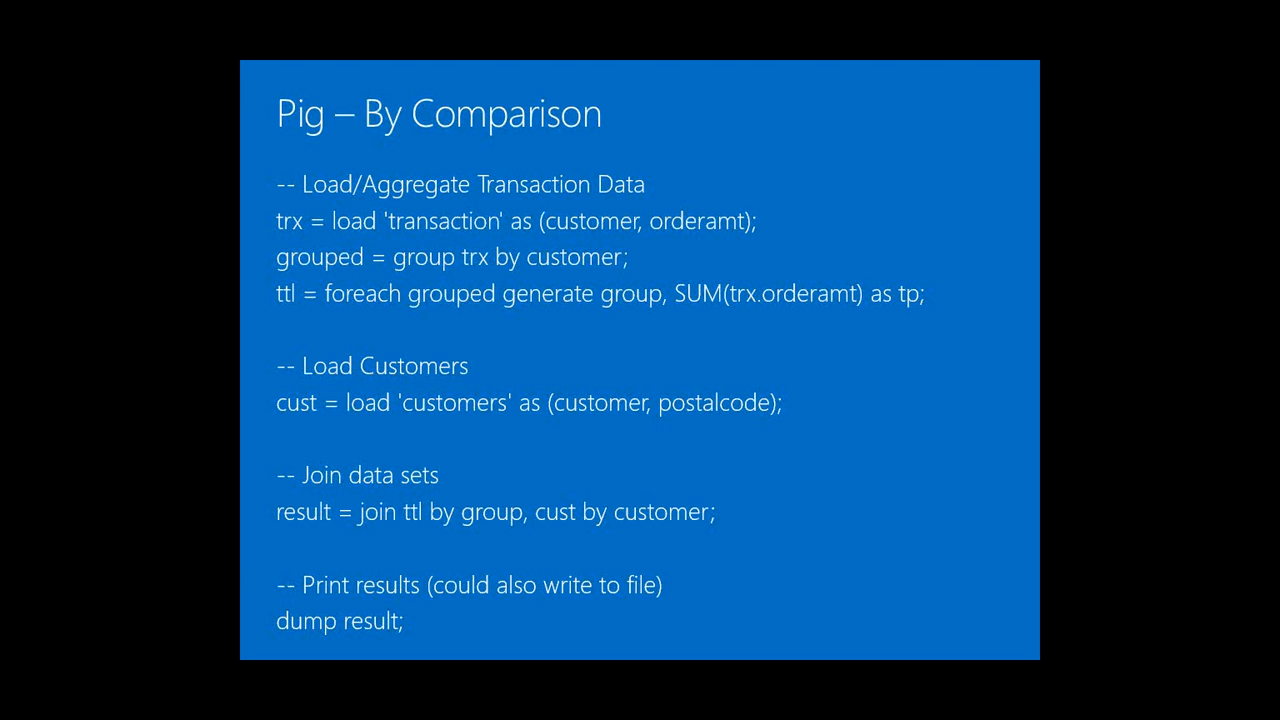 Pig – By Comparison
-- Load/Aggregate Transaction Data
trx = load 'transaction' as (customer, orderamt);
grouped = group trx by customer;
ttl = foreach grouped generate group, SUM(trx.orderamt) as tp;
-- Load Customers
cust = load 'customers' as (customer, postalcode);
-- Join data sets
result = join ttl by group, cust by customer;
-- Print results (could also write to file)
dump result;